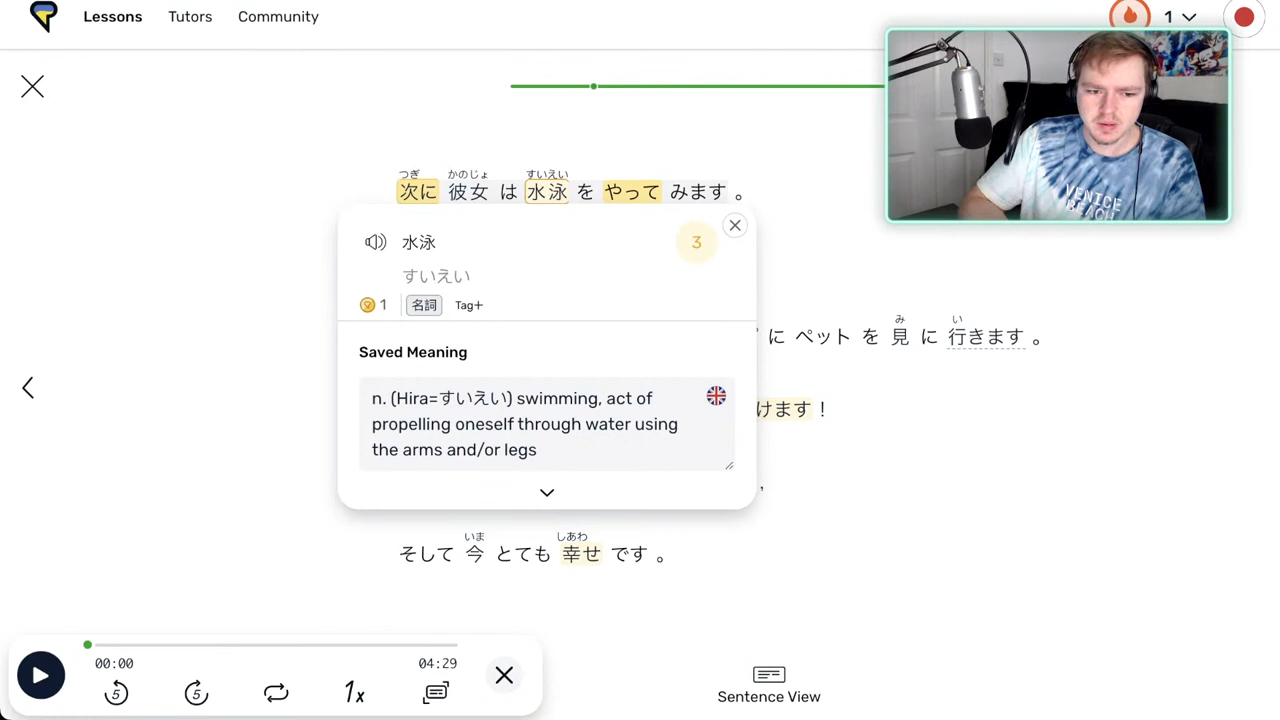 Lessons Tutors Community
1
つぎ かのじょ すいえい
次に 彼女 は 水泳 を やって みます 。
水泳
3
すいえい
1 名詞 Tag+
Saved Meaning
n. (Hira=すいえい) swimming, act of
propelling oneself through water using
the arms and/or legs
み い
に ペット を 見 に 行きます 。
けます !
いま しあわ
そして 今 とても 幸せ です 。
00:00 04:29
5 5 1x
Sentence View
VENICE
BEACH